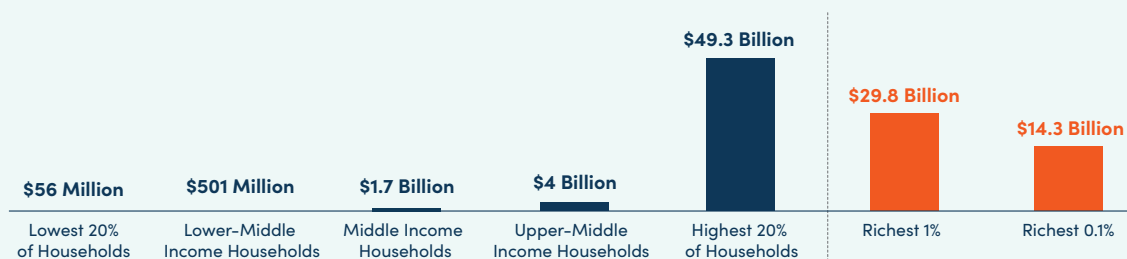 $56 Million
$501 Million
$1.7 Billion
$4 Billion
$49.3 Billion
$29.8 Billion
$14.3 Billion
Lowest 20%
of Households
Lower-Middle
Income Households
Middle Income
Households
Upper-Middle
Income Households
Highest 20%
of Households
Richest 1%
Richest 0.1%